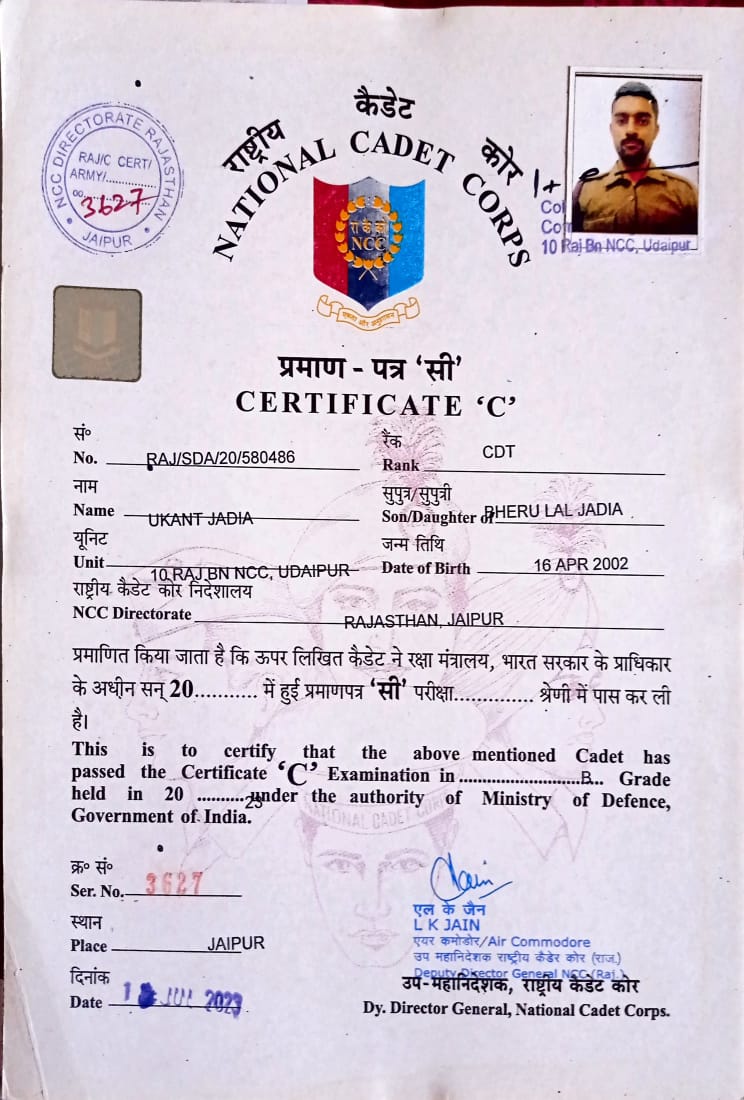 NCC DIRECTORATE RAJASTHAN
RAJ/C CERT/
ARMY/..............
00
3627
JAIPUR
राष्ट्रीय कैडेट कोर
NATIONAL CADET CORPS
रा कै को
NCC
एकता और अनुशासन
Col
Com
10 Raj Bn NCC, Udaipur
प्रमाण - पत्र ‘सी’
CERTIFICATE ‘C’
सं० रैंक
No. RAJ/SDA/20/580486 Rank CDT
नाम सुपुत्र/सुपुत्री
Name UKANT JADIA Son/Daughter of BHERU LAL JADIA
यूनिट जन्म तिथि
Unit 10 RAJ BN NCC, UDAIPUR Date of Birth 16 APR 2002
राष्ट्रीय कैडेट कोर निदेशालय
NCC Directorate RAJASTHAN, JAIPUR
प्रमाणित किया जाता है कि ऊपर लिखित कैडेट ने रक्षा मंत्रालय, भारत सरकार के प्राधिकार
के अधीन सन् 20........... में हुई प्रमाणपत्र ‘सी’ परीक्षा.............. श्रेणी में पास कर ली
है।
This is to certify that the above mentioned Cadet has
passed the Certificate ‘C’ Examination in ............................B... Grade
held in 20 ..........23 under the authority of Ministry of Defence,
Government of India.
NATIONAL CADET CORPS
क्र० सं०
Ser. No. 3627
स्थान
Place JAIPUR
दिनांक
Date JUL 2023
Jain
एल के जैन
L K JAIN
एयर कमोडोर/Air Commodore
उप महानिदेशक राष्ट्रीय कैडेर कोर (राज.)
Deputy Director General NCC (Raj.)
उप-महानिदेशक, राष्ट्रीय कैडेट कोर
Dy. Director General, National Cadet Corps.